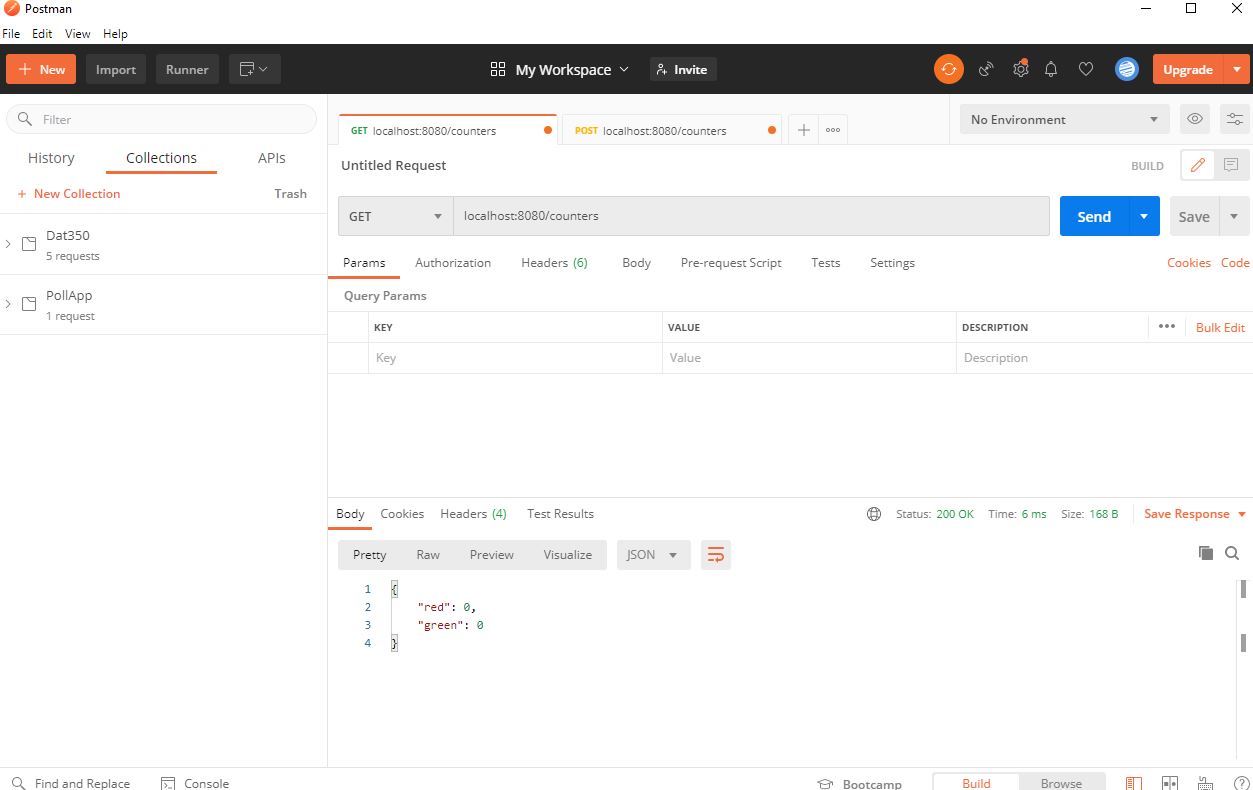 Postman
File Edit View Help
+ New Import Runner My Workspace Invite Upgrade
Filter
History Collections APIs
+ New Collection Trash
Dat350
5 requests
PollApp
1 request
GET localhost:8080/counters POST localhost:8080/counters + ••• No Environment
Untitled Request BUILD
GET localhost:8080/counters Send Save
Params Authorization Headers (6) Body Pre-request Script Tests Settings Cookies Code
Query Params
KEY VALUE DESCRIPTION ••• Bulk Edit
Key Value Description
Body Cookies Headers (4) Test Results Status: 200 OK Time: 6 ms Size: 168 B Save Response
Pretty Raw Preview Visualize JSON
1 {
2 "red": 0,
3 "green": 0
4 }
Find and Replace Console Bootcamp Build Browse ?